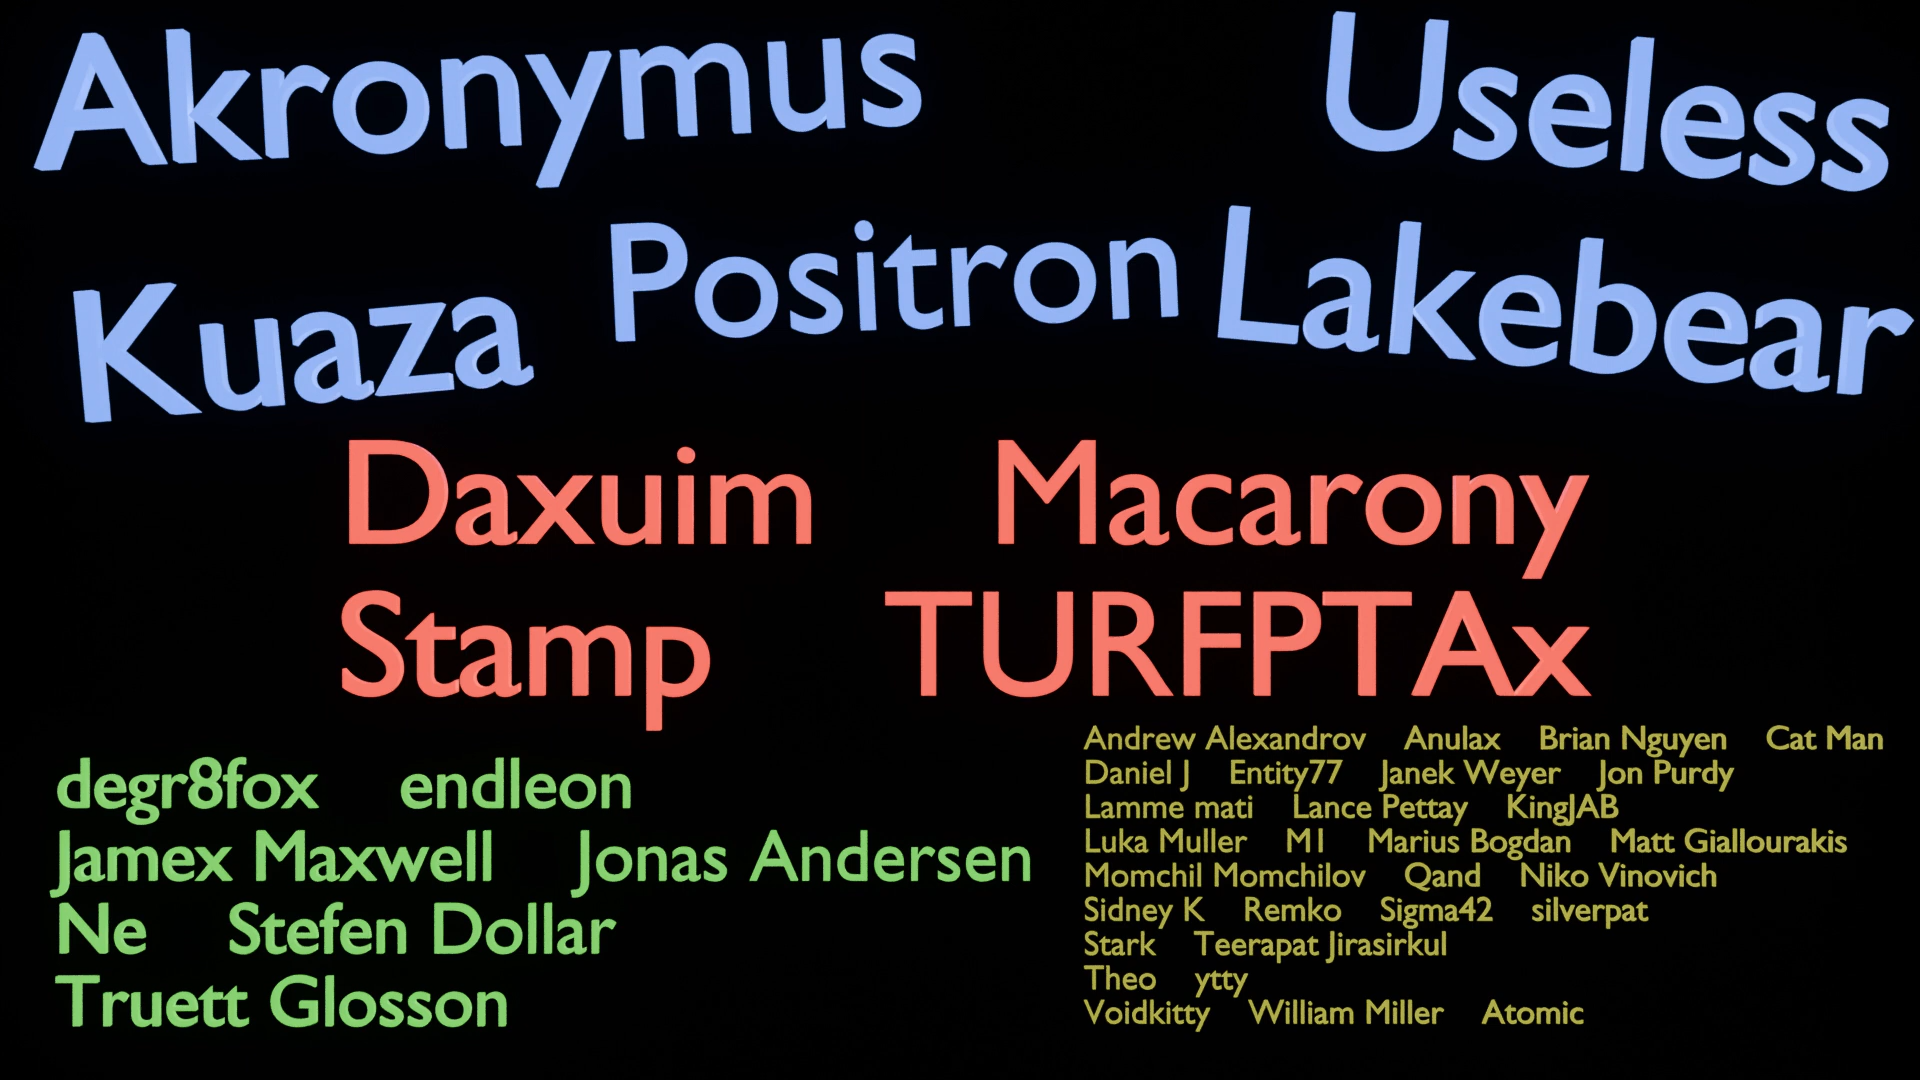 Akronymus Useless
Kuaza Positron Lakebear
Daxuim Macarony
Stamp TURFPTAx
degr8fox endleon
Jamex Maxwell Jonas Andersen
Ne Stefen Dollar
Truett Glosson
Andrew Alexandrov Anulax Brian Nguyen Cat Man
Daniel J Entity77 Janek Weyer Jon Purdy
Lamme mati Lance Pettay KingJAB
Luka Muller M1 Marius Bogdan Matt Giallourakis
Momchil Momchilov Qand Niko Vinovich
Sidney K Remko Sigma42 silverpat
Stark Teerapat Jirasirkul
Theo ytty
Voidkitty William Miller Atomic